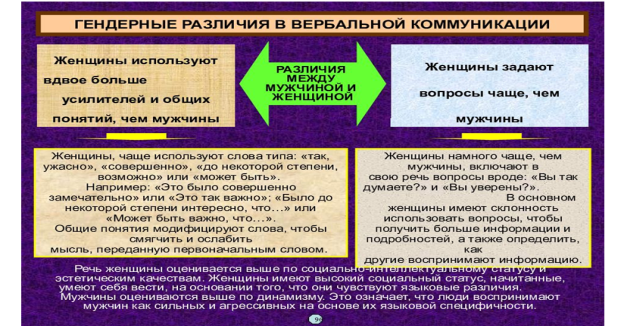 ГЕНДЕРНЫЕ РАЗЛИЧИЯ В ВЕРБАЛЬНОЙ КОММУНИКАЦИИ
Женщины используют
вдвое больше
усилителей и общих
понятий, чем мужчины
РАЗЛИЧИЯ
МЕЖДУ
МУЖЧИНОЙ И
ЖЕНЩИНОЙ
Женщины задают
вопросы чаще, чем
мужчины
Женщины, чаще используют слова типа: «так,
ужасно», «совершенно», «до некоторой степени,
возможно» или «может быть».
Например: «Это было совершенно
замечательно» или «Это так важно»; «Было до
некоторой степени интересно, что…» или
«Может быть важно, что…».
Общие понятия модифицируют слова, чтобы
смягчить и ослабить
мысль, переданную первоначальным словом.
Женщины намного чаще, чем
мужчины, включают в
свою речь вопросы вроде: «Вы так
думаете?» и «Вы уверены?».
В основном
женщины имеют склонность
использовать вопросы, чтобы
получить больше информации и
подробностей, а также определить,
как
другие воспринимают информацию.
Речь женщины оценивается выше по социально-интеллектуальному статусу и
эстетическим качествам. Женщины имеют высокий социальный статус, начитанные,
умеют себя вести, на основании того, что они чувствуют языковые различия.
Мужчины оцениваются выше по динамизму. Это означает, что люди воспринимают
мужчин как сильных и агрессивных на основе их языковой специфичности.